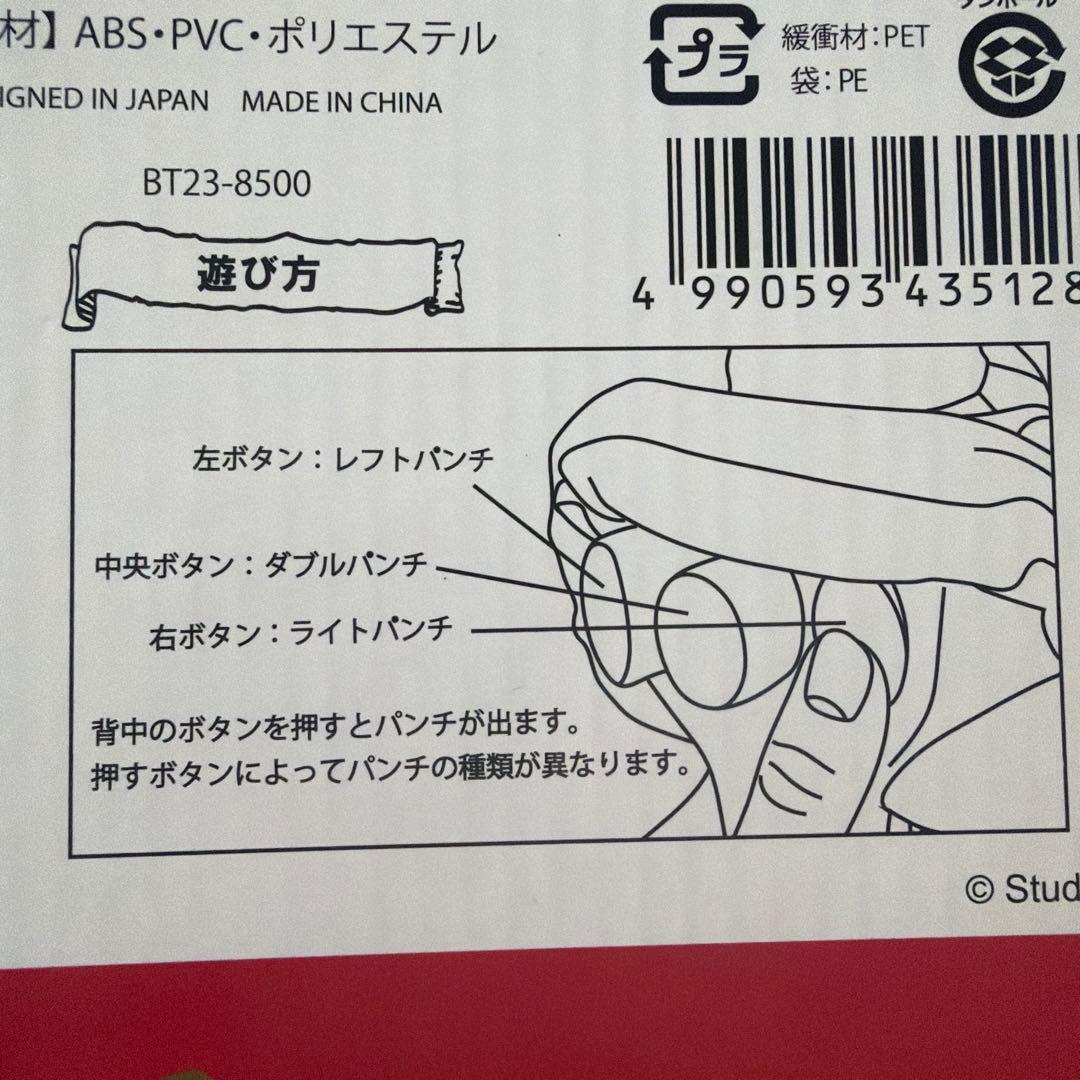 材】ABS・PVC・ポリエステル
IGNED IN JAPAN MADE IN CHINA
プラ
緩衝材：PET
袋：PE
BT23-8500
4 990593 435128
遊び方
左ボタン：レフトパンチ
中央ボタン：ダブルパンチ
右ボタン：ライトパンチ
背中のボタンを押すとパンチが出ます。
押すボタンによってパンチの種類が異なります。
© Stud